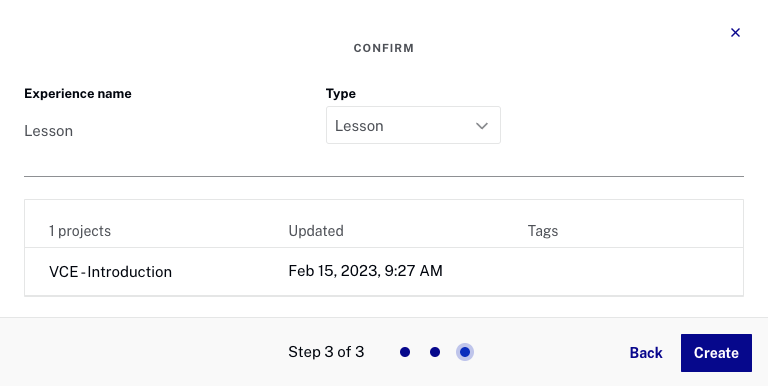 CONFIRM
Experience name
Type
Lesson
Lesson
1 projects
Updated
Tags
VCE - Introduction
Feb 15, 2023, 9:27 AM
Step 3 of 3
Back
Create